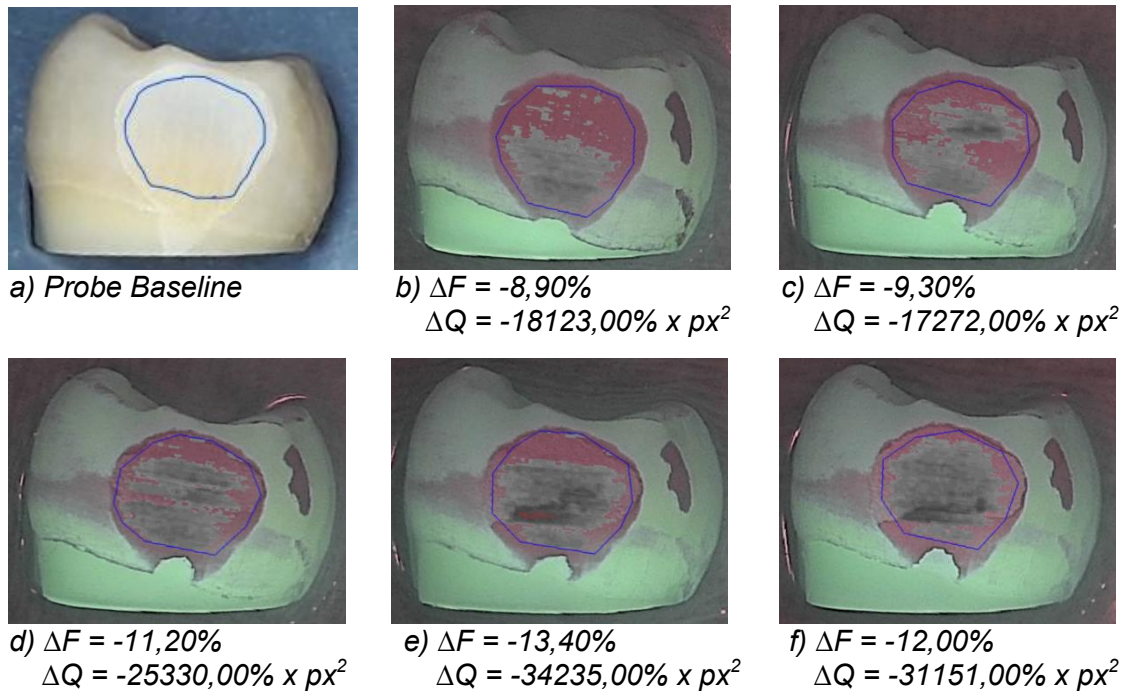 a) Probe Baseline
b) ΔF = -8,90%
ΔQ = -18123,00% x px²
c) ΔF = -9,30%
ΔQ = -17272,00% x px²
d) ΔF = -11,20%
ΔQ = -25330,00% x px²
e) ΔF = -13,40%
ΔQ = -34235,00% x px²
f) ΔF = -12,00%
ΔQ = -31151,00% x px²